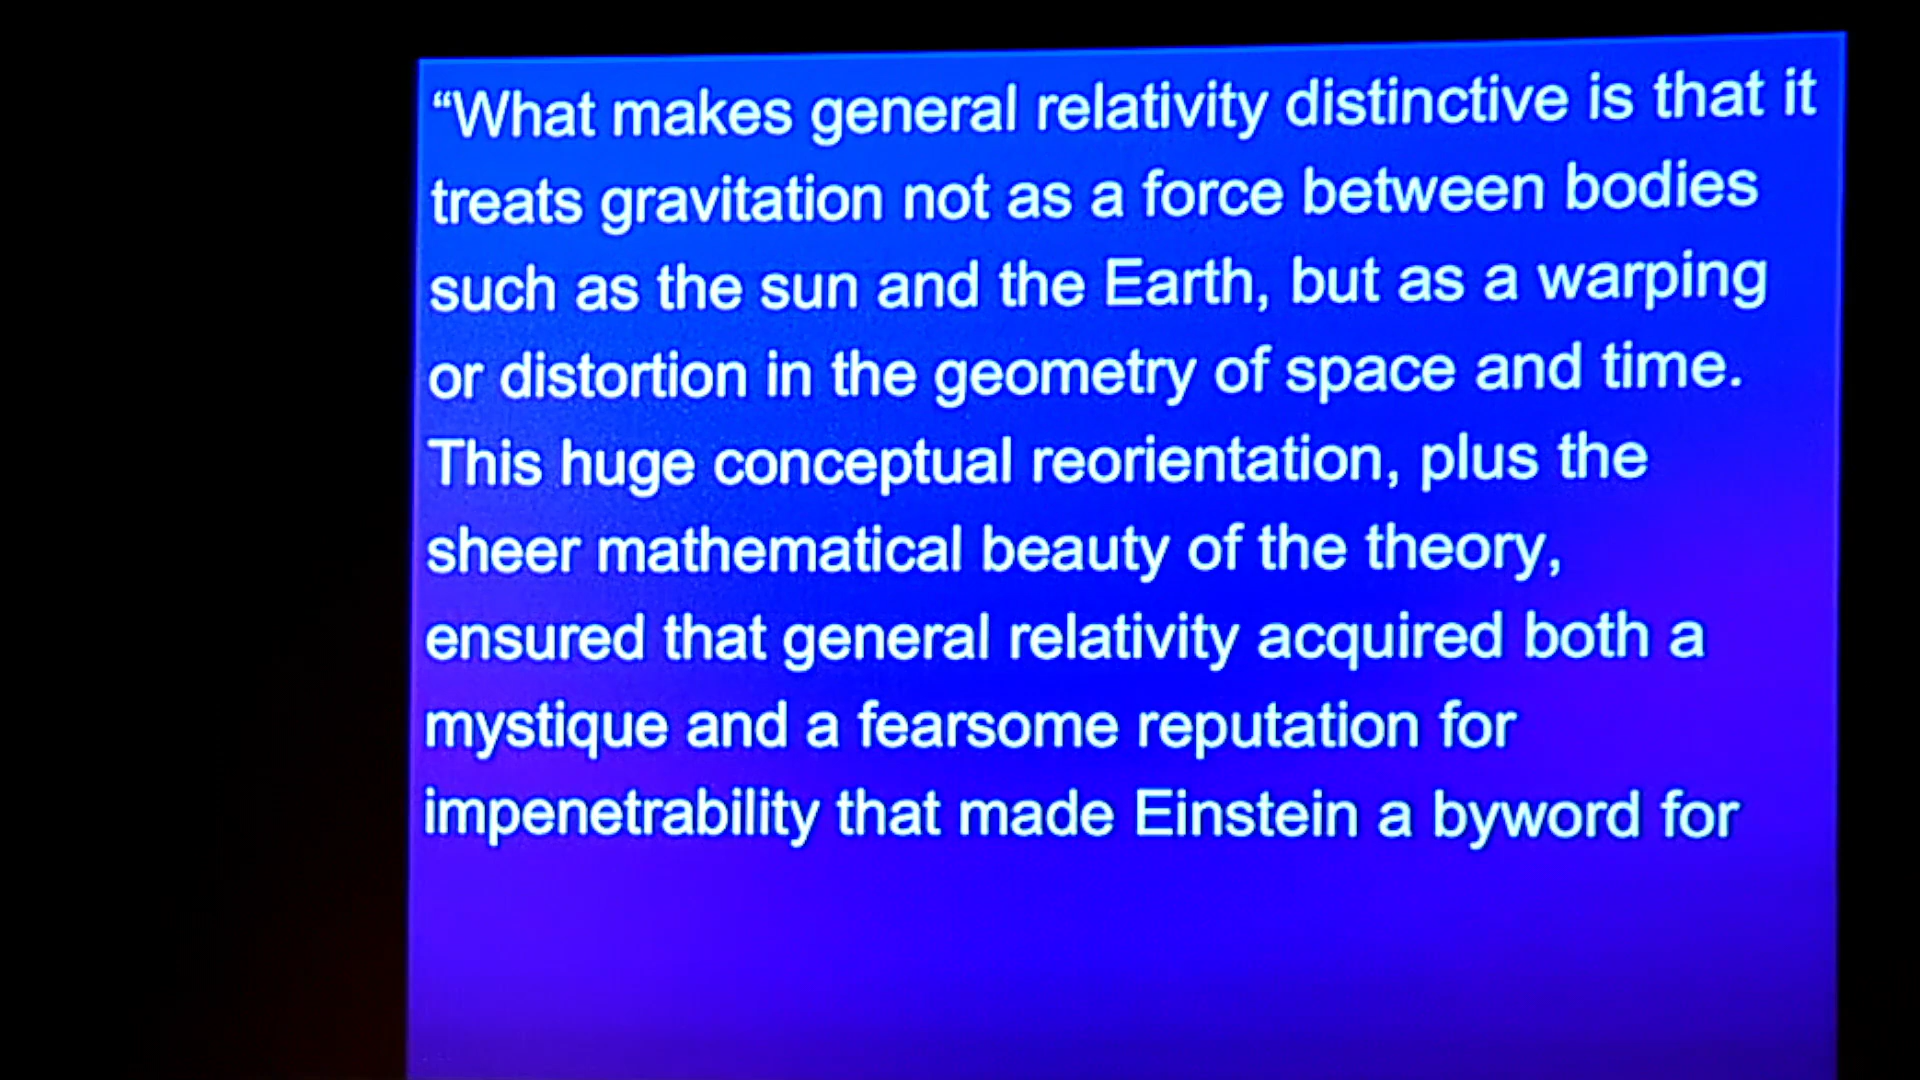 “What makes general relativity distinctive is that it
treats gravitation not as a force between bodies
such as the sun and the Earth, but as a warping
or distortion in the geometry of space and time.
This huge conceptual reorientation, plus the
sheer mathematical beauty of the theory,
ensured that general relativity acquired both a
mystique and a fearsome reputation for
impenetrability that made Einstein a byword for